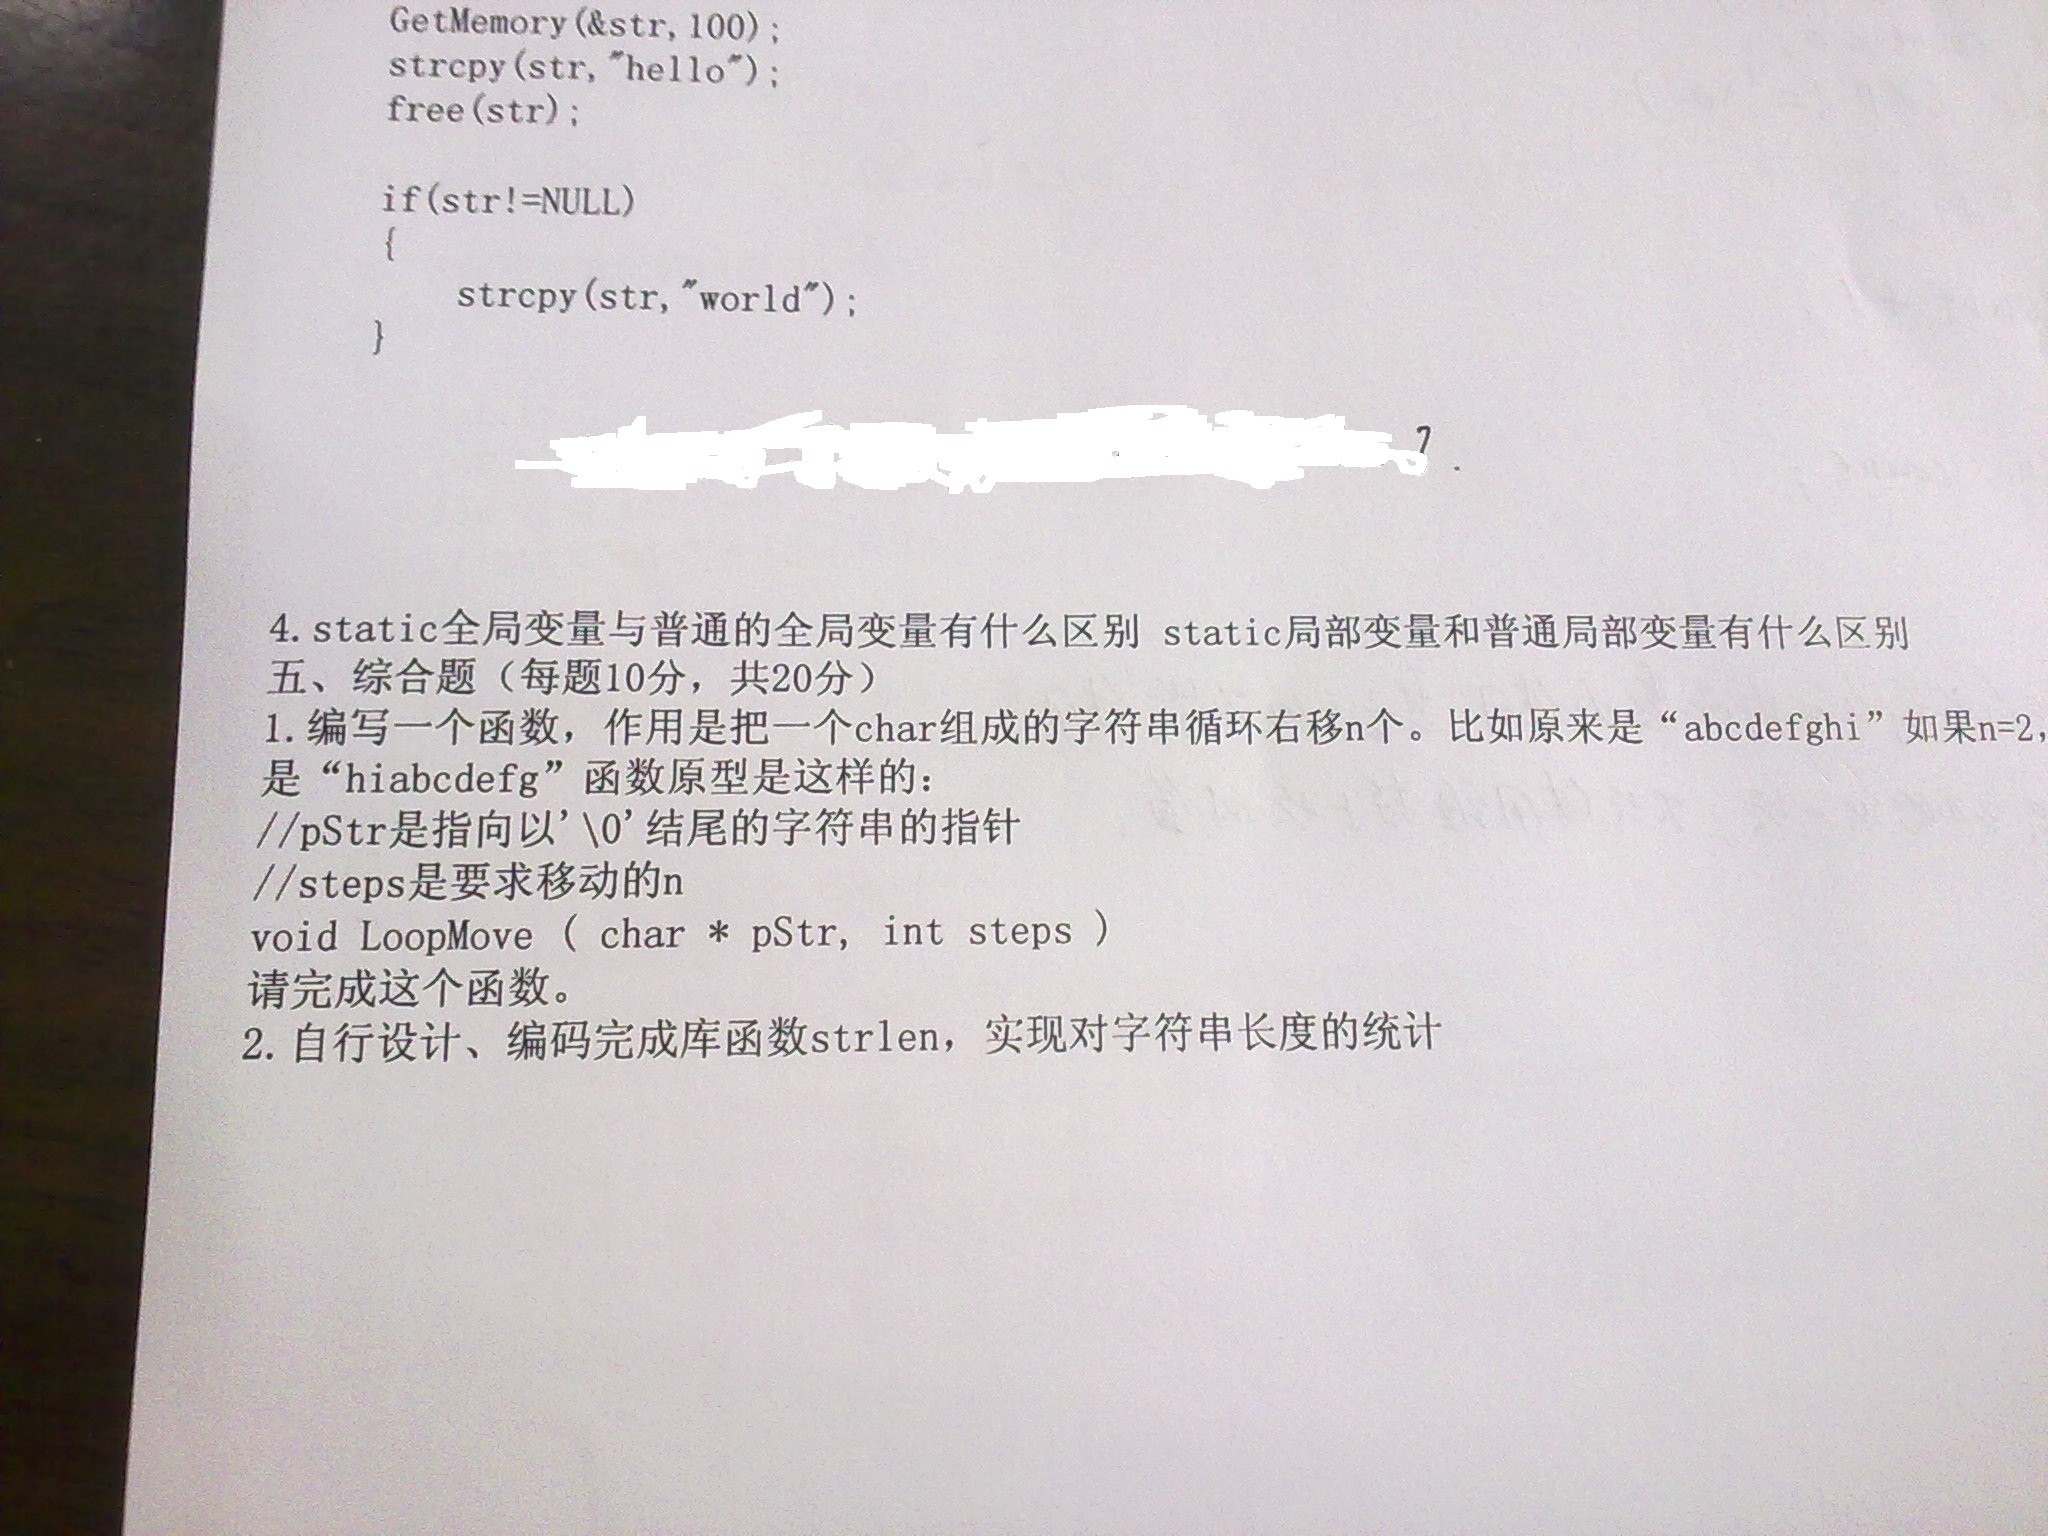 GetMemory(&str,100);
strcpy(str,"hello");
free(str);
if(str!=NULL)
{
strcpy(str,"world");
}
?
4.static全局变量与普通的全局变量有什么区别 static局部变量和普通局部变量有什么区别
五、综合题（每题10分，共20分）
1.编写一个函数，作用是把一个char组成的字符串循环右移n个。比如原来是“abcdefghi”如果n=2，
是“hiabcdefg”函数原型是这样的：
//pStr是指向以'\0'结尾的字符串的指针
//steps是要求移动的n
void LoopMove ( char * pStr, int steps )
请完成这个函数。
2.自行设计、编码完成库函数strlen，实现对字符串长度的统计